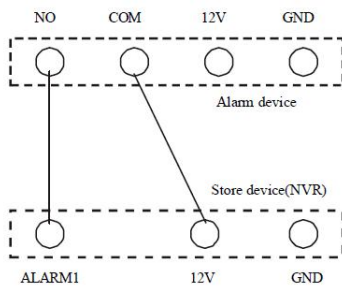 NO COM 12V GND
Alarm device
Store device(NVR)
ALARM1 12V GND